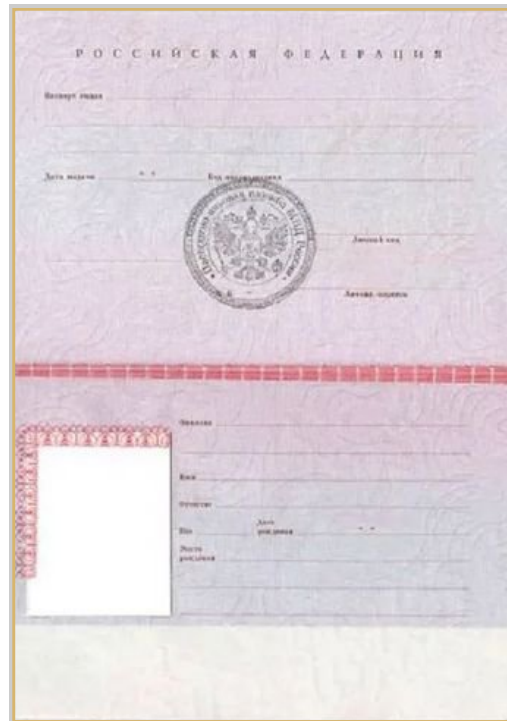 РОССИЙСКАЯ ФЕДЕРАЦИЯ
Паспорт выдан
Дата выдачи Код подразделения
Личный код
Личная подпись
Фамилия
Имя
Отчество
Пол Дата рождения
Место
рождения